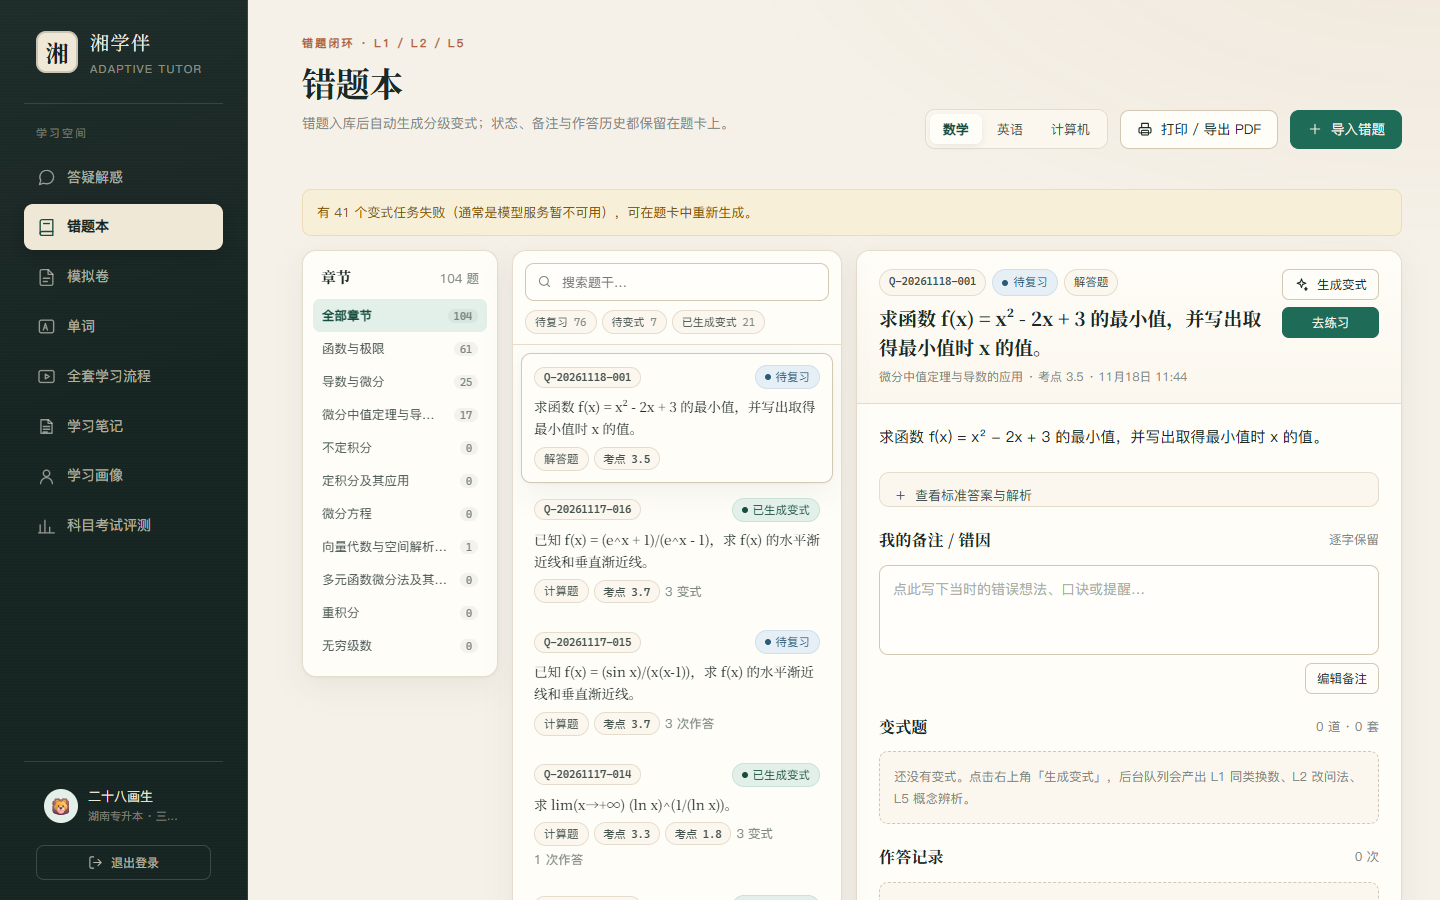 湘
湘学伴
ADAPTIVE TUTOR
学习空间
答疑解惑
错题本
模拟卷
单词
全套学习流程
学习笔记
学习画像
科目考试评测
二十八画生
湖南专升本 · 三...
退出登录
错题闭环 · L1 / L2 / L5
错题本
错题入库后自动生成分级变式；状态、备注与作答历史都保留在题卡上。
数学
英语
计算机
打印 / 导出 PDF
导入错题
有 41 个变式任务失败（通常是模型服务暂不可用），可在题卡中重新生成。
章节
104 题
全部章节 104
函数与极限 61
导数与微分 25
微分中值定理与导... 17
不定积分 0
定积分及其应用 0
微分方程 0
向量代数与空间解析... 1
多元函数微分法及其... 0
重积分 0
无穷级数 0
搜索题干...
待复习 76
待变式 7
已生成变式 21
Q-20261118-001
待复习
求函数 f(x) = x² - 2x + 3 的最小值，并写出取得
最小值时 x 的值。
解答题
考点 3.5
Q-20261117-016
已生成变式
已知 f(x) = (e^x + 1)/(e^x - 1)，求 f(x) 的水平渐
近线和垂直渐近线。
计算题
考点 3.7
3 变式
Q-20261117-015
待复习
已知 f(x) = (sin x)/(x(x-1))，求 f(x) 的水平渐近
线和垂直渐近线。
计算题
考点 3.7
3 次作答
Q-20261117-014
已生成变式
求 lim(x→+∞) (ln x)^(1/(ln x))。
计算题
考点 3.3
考点 1.8
3 变式
1 次作答
Q-20261118-001
待复习
解答题
生成变式
去练习
求函数 f(x) = x² - 2x + 3 的最小值，并写出取
得最小值时 x 的值。
微分中值定理与导数的应用 · 考点 3.5 · 11月18日 11:44
求函数 f(x) = x² − 2x + 3 的最小值，并写出取得最小值时 x 的值。
+ 查看标准答案与解析
我的备注 / 错因
逐字保留
点此写下当时的错误想法、口诀或提醒...
编辑备注
变式题
0 道 · 0 套
还没有变式。点击右上角「生成变式」，后台队列会产出 L1 同类换数、L2 改问法、
L5 概念辨析。
作答记录
0 次